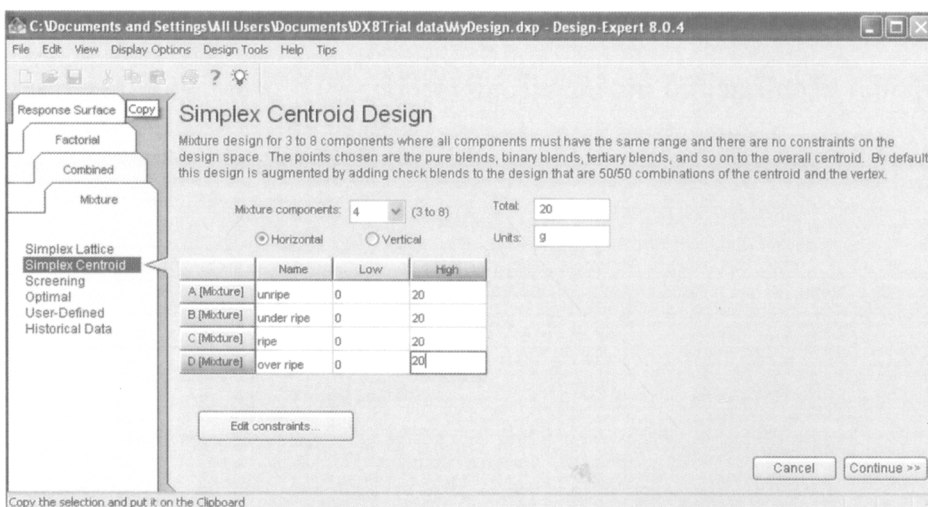 C:\Documents and Settings\All Users\Documents\DX8Trial data\MyDesign.dxp - Design-Expert 8.0.4
File Edit View Display Options Design Tools Help Tips
Response Surface Copy
Factorial
Combined
Mixture
Simplex Lattice
Simplex Centroid
Screening
Optimal
User-Defined
Historical Data
Simplex Centroid Design
Mixture design for 3 to 8 components where all components must have the same range and there are no constraints on the
design space. The points chosen are the pure blends, binary blends, tertiary blends, and so on to the overall centroid. By default
this design is augmented by adding check blends to the design that are 50/50 combinations of the centroid and the vertex.
Mixture components: 4 (3 to 8) Total: 20
Horizontal Vertical Units: g
Name Low High
A [Mixture] unripe 0 20
B [Mixture] under ripe 0 20
C [Mixture] ripe 0 20
D [Mixture] over ripe 0 20
Edit constraints...
Cancel Continue >>
Copy the selection and put it on the Clipboard